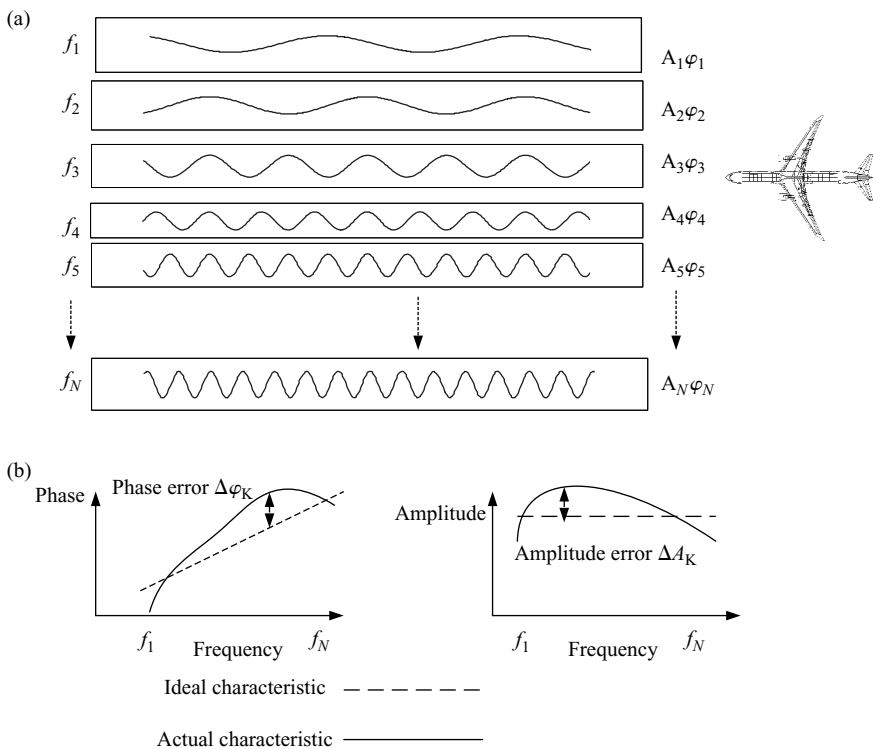 (a)
f1 A1φ1
f2 A2φ2
f3 A3φ3
f4 A4φ4
f5 A5φ5
fN ANφN
(b)
Phase
Phase error ΔφK
f1 Frequency fN
Amplitude
Amplitude error ΔAK
f1 Frequency fN
Ideal characteristic
Actual characteristic